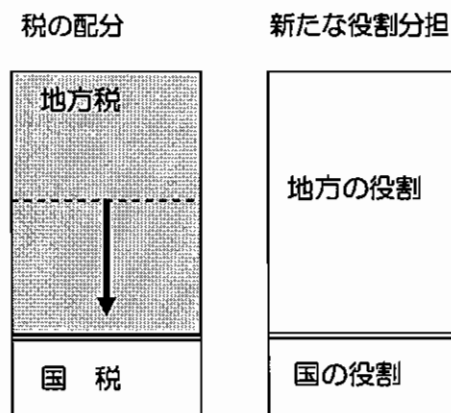 税の配分
新たな役割分担
地方税
地方の役割
国 税
国の役割